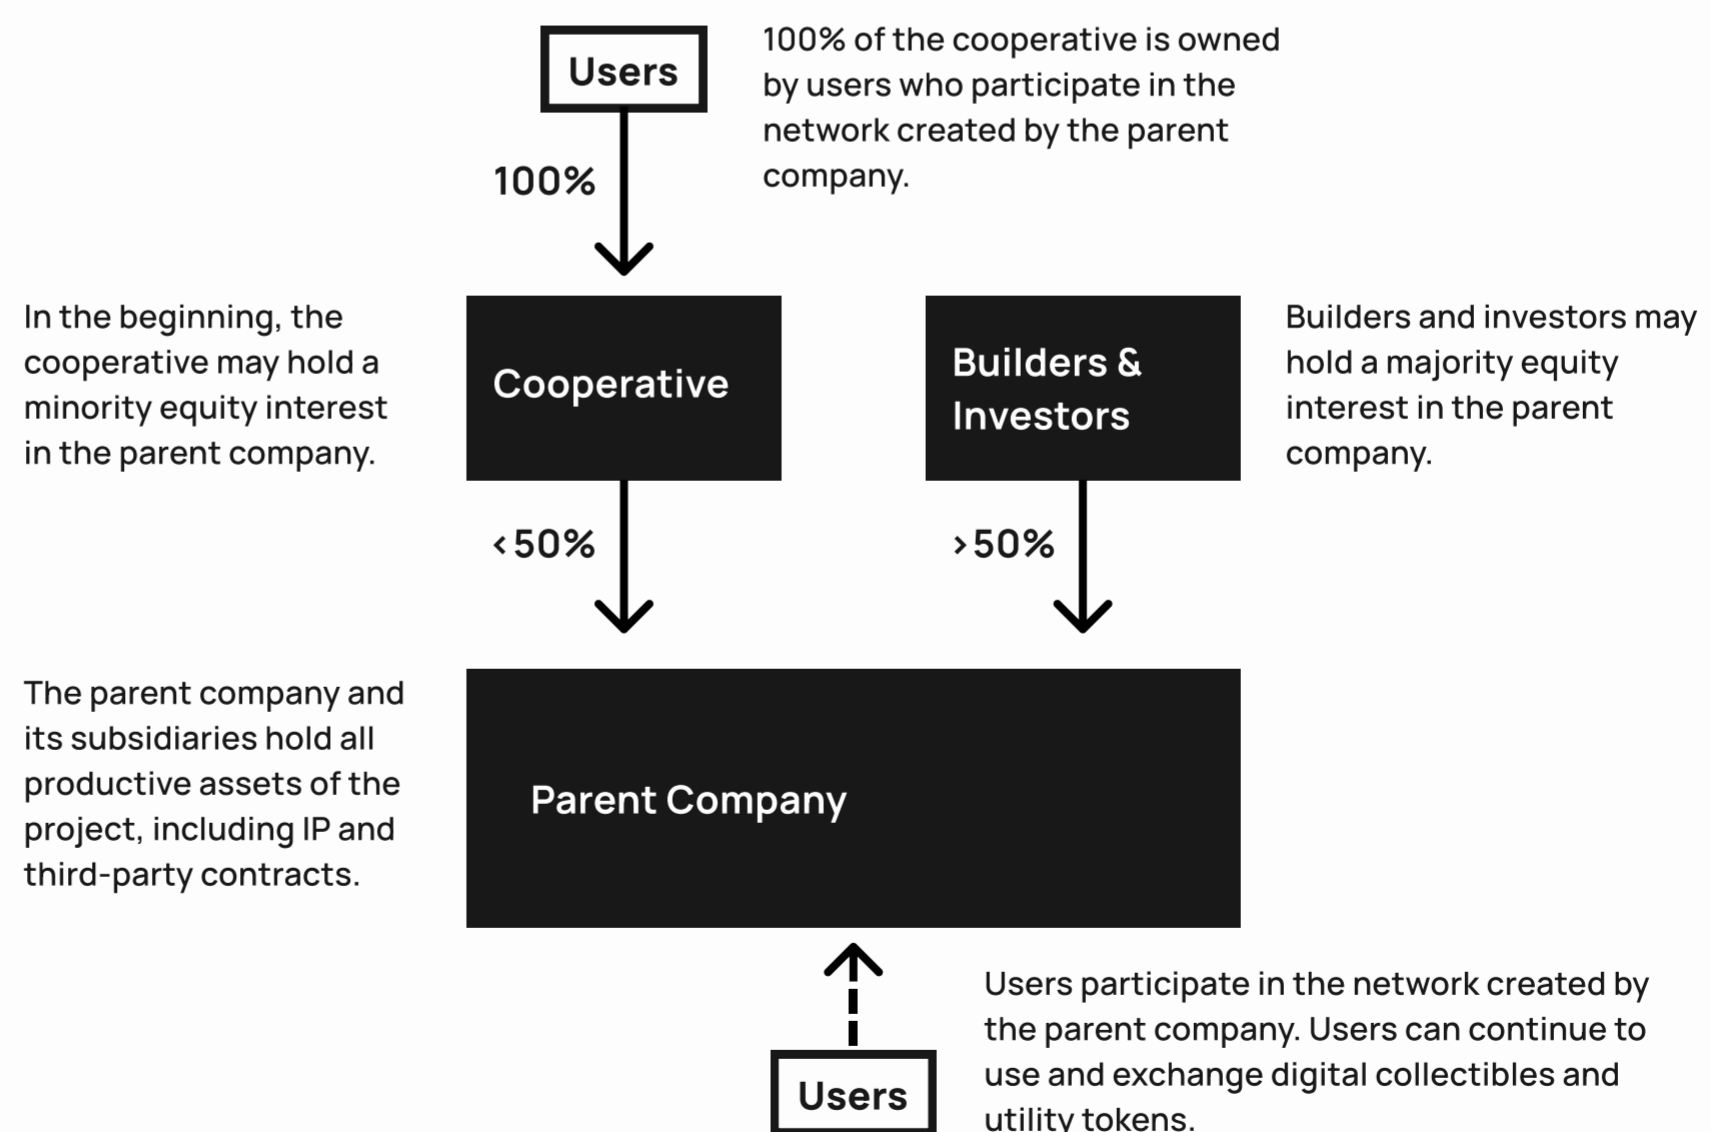 Users
100% of the cooperative is owned
by users who participate in the
network created by the parent
company.
100%
In the beginning, the
cooperative may hold a
minority equity interest
in the parent company.
Cooperative
Builders &
Investors
Builders and investors may
hold a majority equity
interest in the parent
company.
<50%
>50%
The parent company and
its subsidiaries hold all
productive assets of the
project, including IP and
third-party contracts.
Parent Company
Users participate in the network created by
the parent company. Users can continue to
use and exchange digital collectibles and
utility tokens.
Users